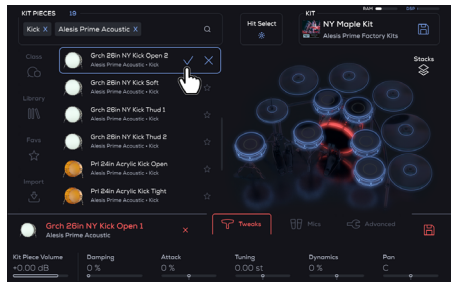 KIT PIECES 19
RAM
KIT
Kick X Alesis Prime Acoustic X
Hit Select
NY Maple Kit
Alesis Prime Factory Kits
Class
Grch 26in NY Kick Open 2
Alesis Prime Acoustic • Kick
Stacks
Grch 26in NY Kick Soft
Alesis Prime Acoustic • Kick
Library
Grch 26in NY Kick Thud 1
Alesis Prime Acoustic • Kick
Favs
Grch 26in NY Kick Thud 2
Alesis Prime Acoustic • Kick
Prl 24in Acrylic Kick Open
Alesis Prime Acoustic • Kick
Import
Prl 24in Acrylic Kick Tight
Alesis Prime Acoustic • Kick
Grch 26in NY Kick Open 1
Alesis Prime Acoustic
X
Tweaks
Mics
Advanced
Kit Piece Volume Damping Attack Tuning Dynamics Pan
+0.00 dB 0 % 0 % 0.00 st 0 % C